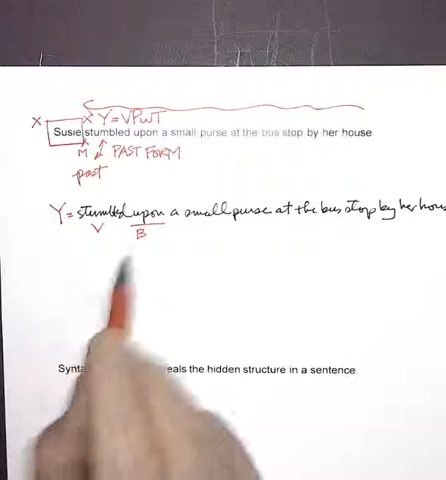 X
X Y=VPwT
Susie stumbled upon a small purse at the bus stop by her house.
M PAST FORM
past
Y= stumbled upon a small purse at the bus stop by her hous
V B
Synta eals the hidden structure in a sentence.